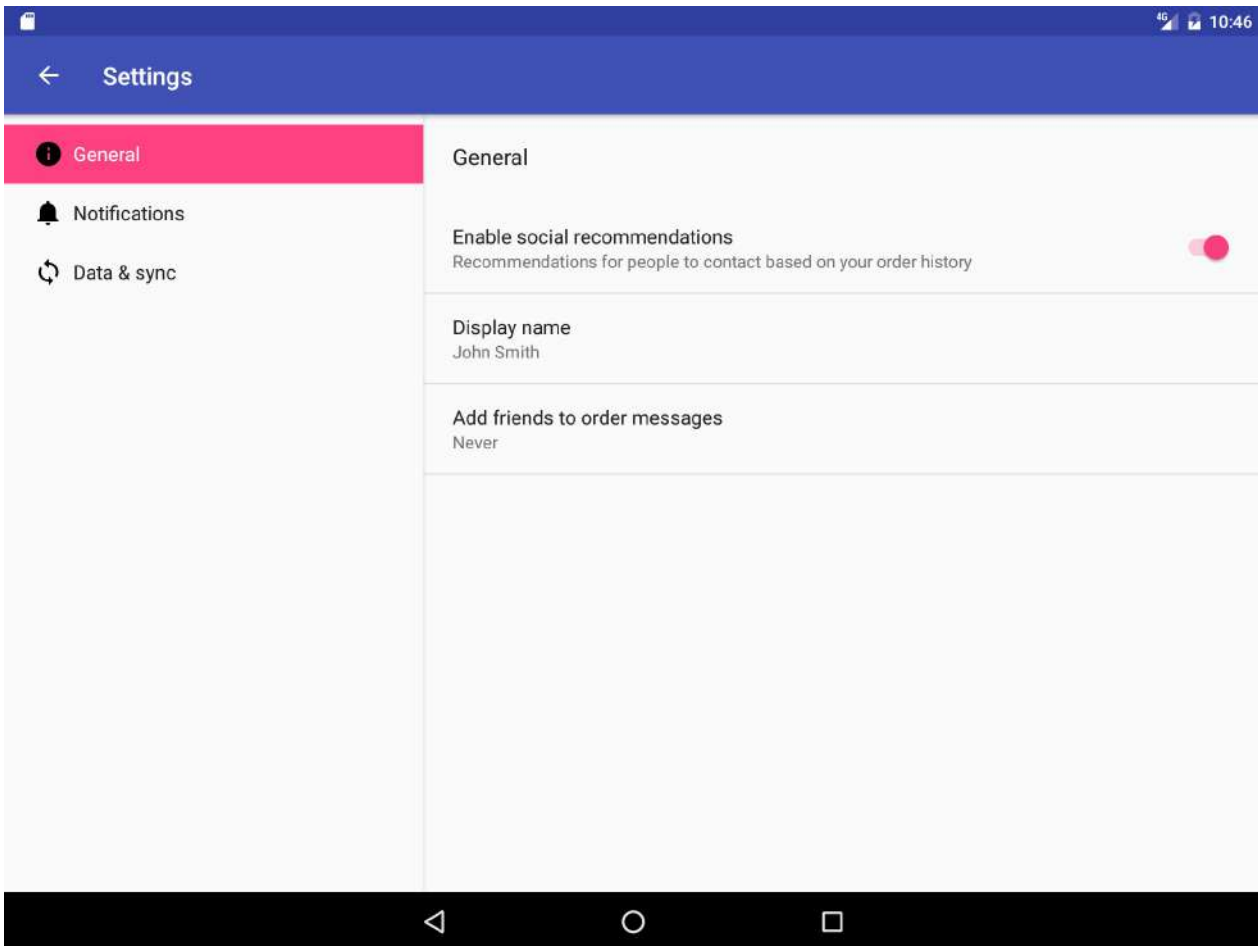 4G 10:46
Settings
General
Notifications
Data & sync
General
Enable social recommendations
Recommendations for people to contact based on your order history
Display name
John Smith
Add friends to order messages
Never